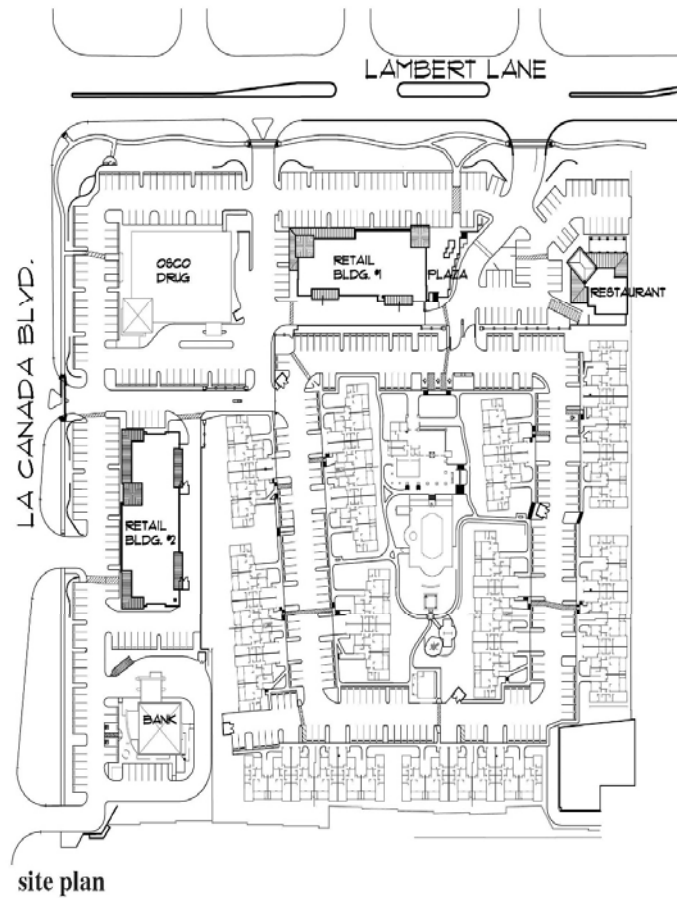 LAMBERT LANE
LA CANADA BLVD.
OSCO
DRUG
RETAIL
BLDG. #1
PLAZA
RESTAURANT
RETAIL
BLDG. #2
BANK
site plan